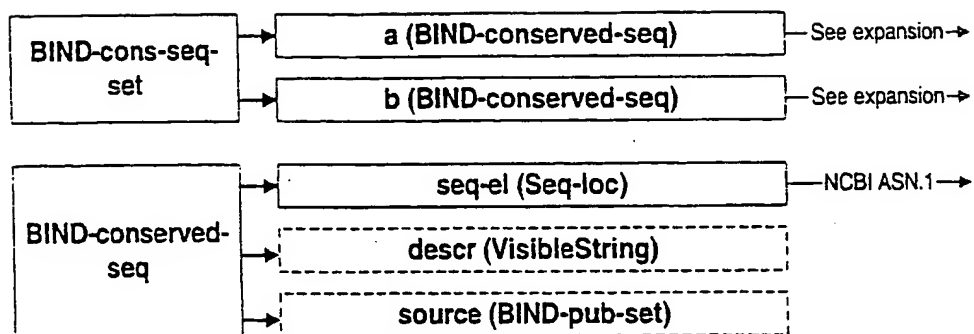 BIND-cons-seq-
set
a (BIND-conserved-seq)
See expansion
b (BIND-conserved-seq)
See expansion
BIND-conserved-
seq
seq-el (Seq-loc)
NCBI ASN.1
descr (VisibleString)
source (BIND-pub-set)